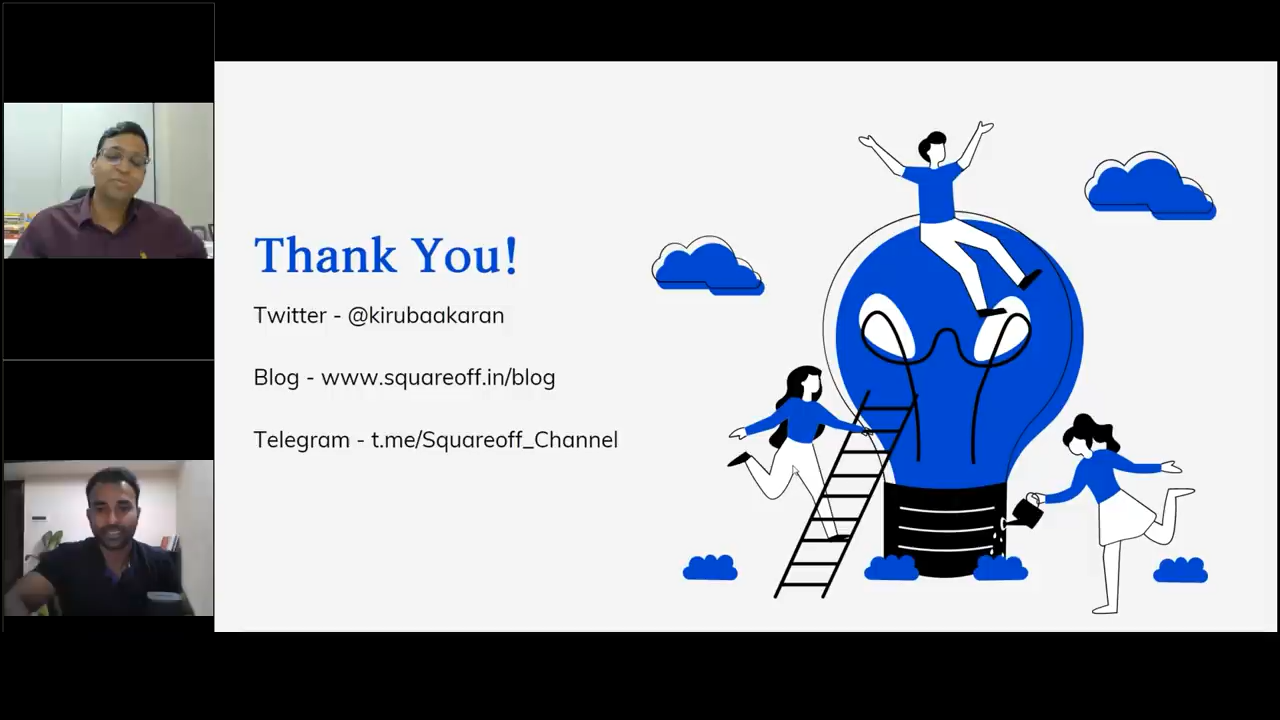 Thank You!
Twitter - @kirubaakaran
Blog - www.squareoff.in/blog
Telegram - t.me/Squareoff_Channel